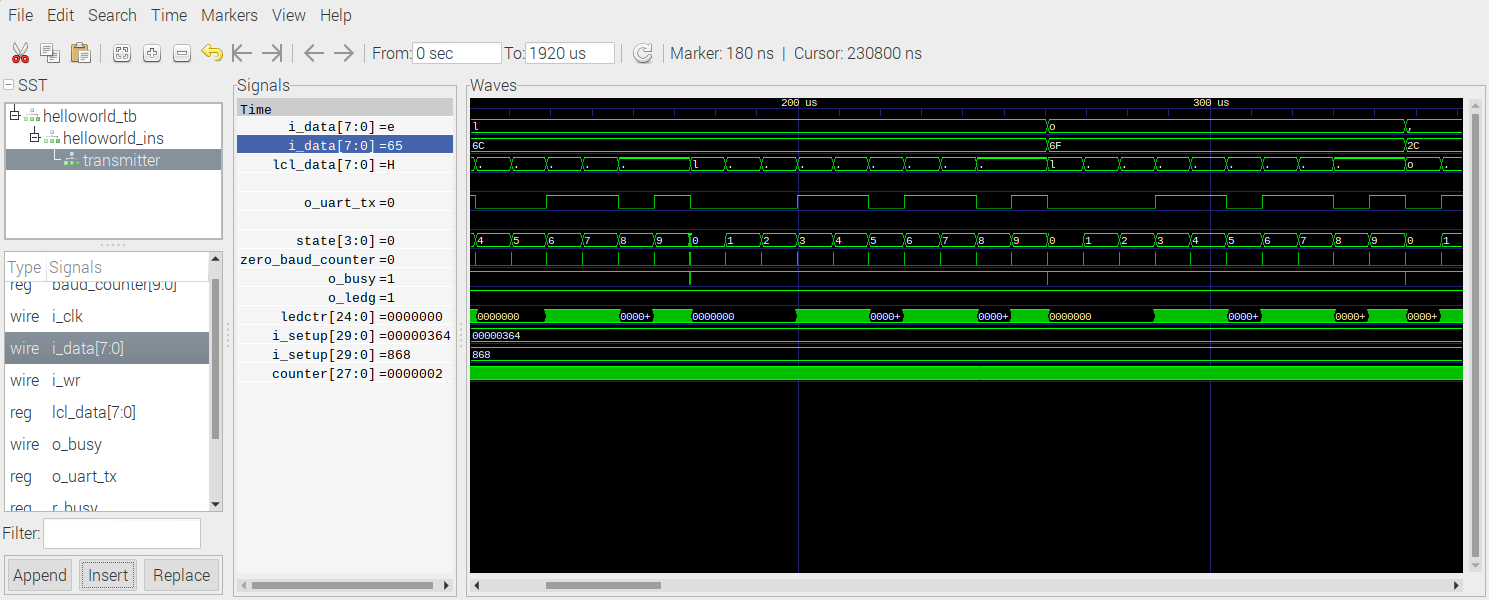 File Edit Search Time Markers View Help
From: 0 sec To: 1920 us Marker: 180 ns | Cursor: 230800 ns
SST
helloworld_tb
helloworld_ins
transmitter
Type Signals
reg baud_counter[9:0]
wire i_clk
wire i_data[7:0]
wire i_wr
reg lcl_data[7:0]
wire o_busy
reg o_uart_tx
reg r_busy
Filter:
Append Insert Replace
Signals
Time
i_data[7:0]=e
i_data[7:0]=65
lcl_data[7:0]=H
o_uart_tx=0
state[3:0]=0
zero_baud_counter=0
o_busy=1
o_ledg=1
ledctr[24:0]=0000000
i_setup[29:0]=00000364
i_setup[29:0]=868
counter[27:0]=0000002
Waves
200 us 300 us
l o ,
6C 6F 2C
. . . . . l . . . . . . . . l . . . . . . . . o .
4 5 6 7 8 9 0 1 2 3 4 5 6 7 8 9 0 1 2 3 4 5 6 7 8 9 0 1
0000000 0000+ 0000000 0000+ 0000+ 0000000 0000+ 0000+ 0000+
00000364
868